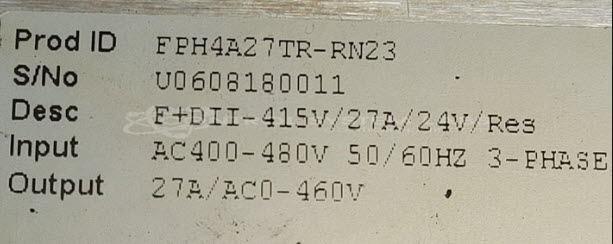 Prod ID FPH4A27TR-RN23
S/No U0608180011
Desc F+DII-415V/27A/24V/Res
Input AC400-480V 50/60HZ 3-PHASE
Output 27A/AC0-460V